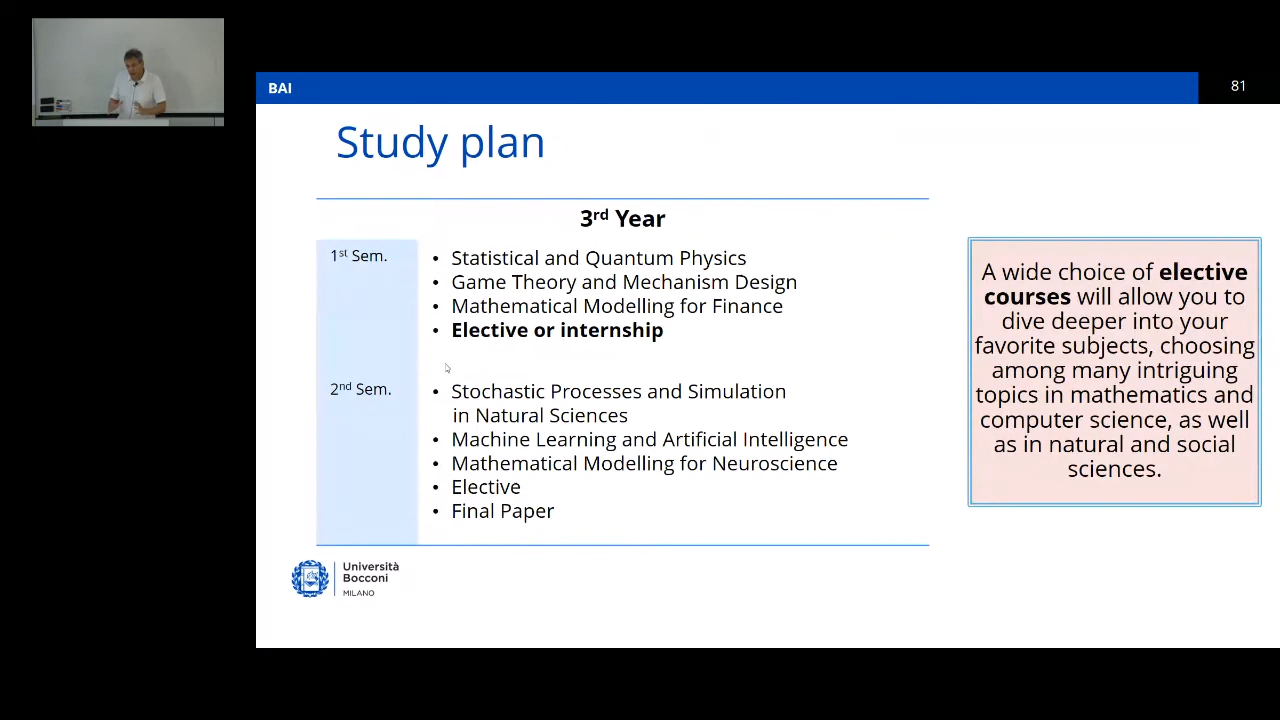 BAI
81
Study plan
3rd Year
1st Sem.
• Statistical and Quantum Physics
• Game Theory and Mechanism Design
• Mathematical Modelling for Finance
• Elective or internship
2nd Sem.
• Stochastic Processes and Simulation
in Natural Sciences
• Machine Learning and Artificial Intelligence
• Mathematical Modelling for Neuroscience
• Elective
• Final Paper
A wide choice of elective
courses will allow you to
dive deeper into your
favorite subjects, choosing
among many intriguing
topics in mathematics and
computer science, as well
as in natural and social
sciences.
Università
Bocconi
MILANO